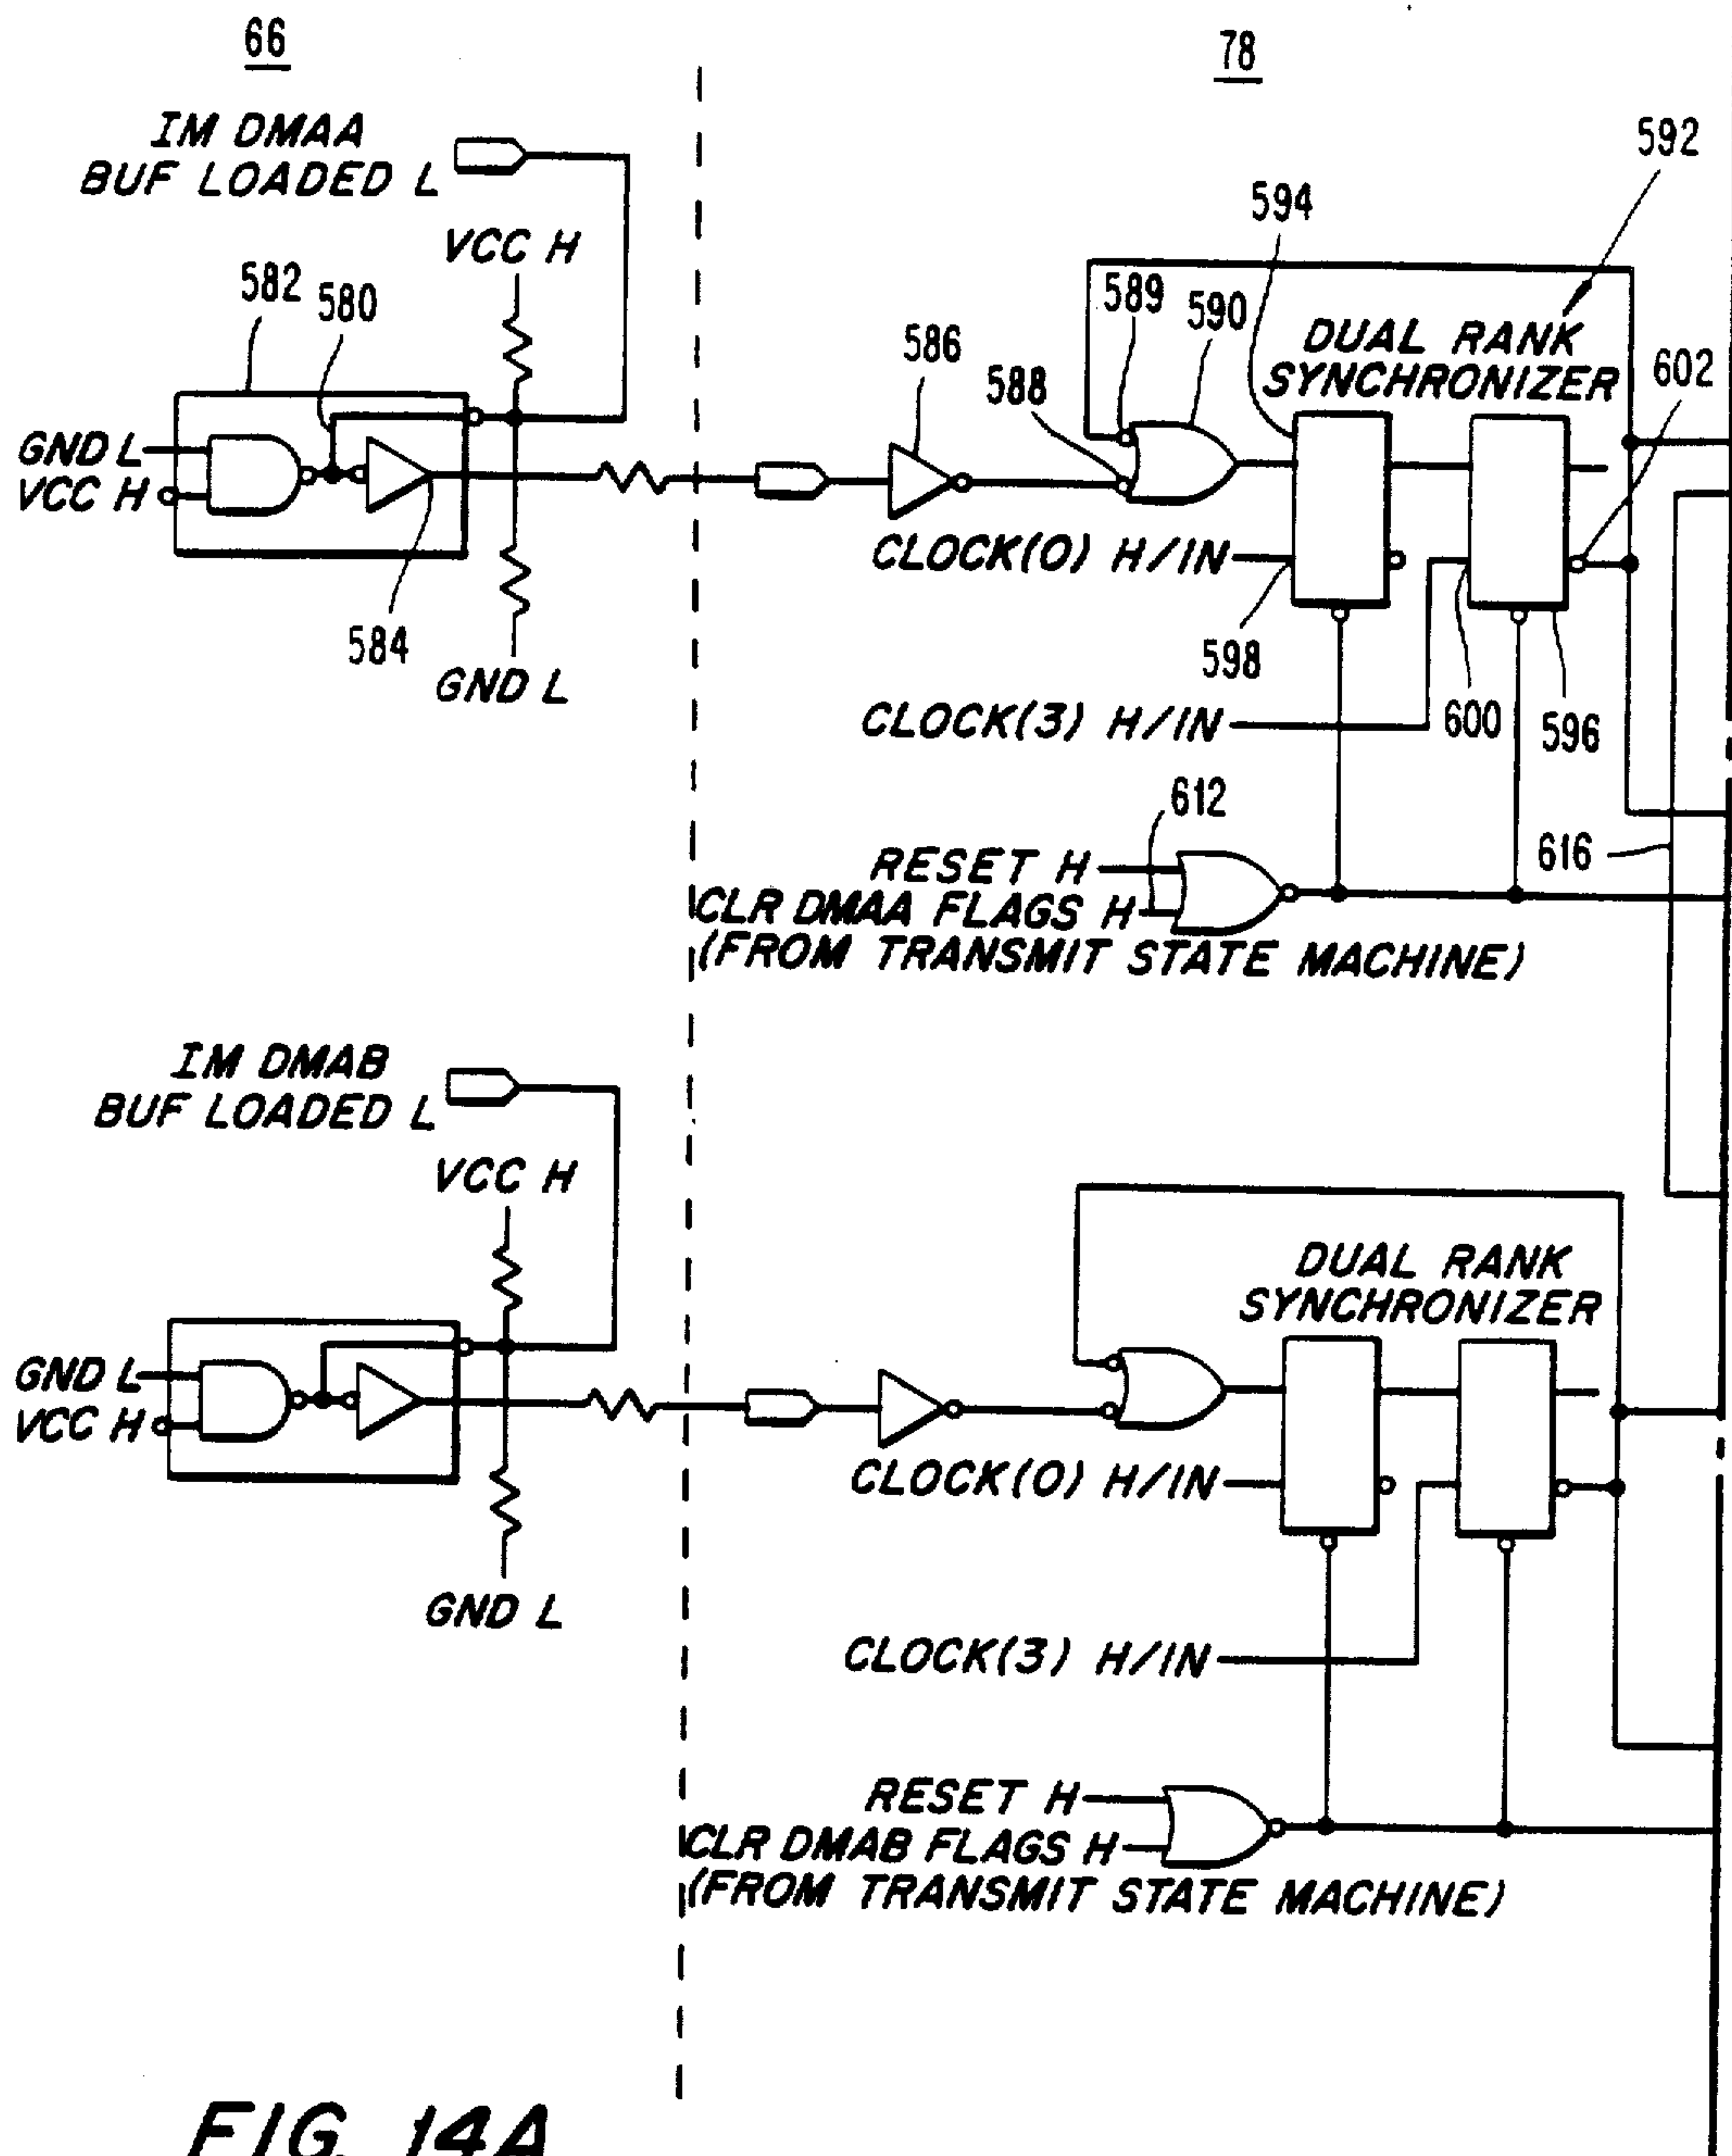 66
78
IM DMAA
BUF LOADED L
VCC H
582
580
GND L
VCC H
584
GND L
592
594
589
590
DUAL RANK
SYNCHRONIZER
586
588
602
CLOCK(0) H/IN
598
CLOCK(3) H/IN
600
596
612
616
RESET H
CLR DMAA FLAGS H
(FROM TRANSMIT STATE MACHINE)
IM DMAB
BUF LOADED L
VCC H
GND L
VCC H
GND L
DUAL RANK
SYNCHRONIZER
CLOCK(0) H/IN
CLOCK(3) H/IN
RESET H
CLR DMAB FLAGS H
(FROM TRANSMIT STATE MACHINE)
FIG. 14A